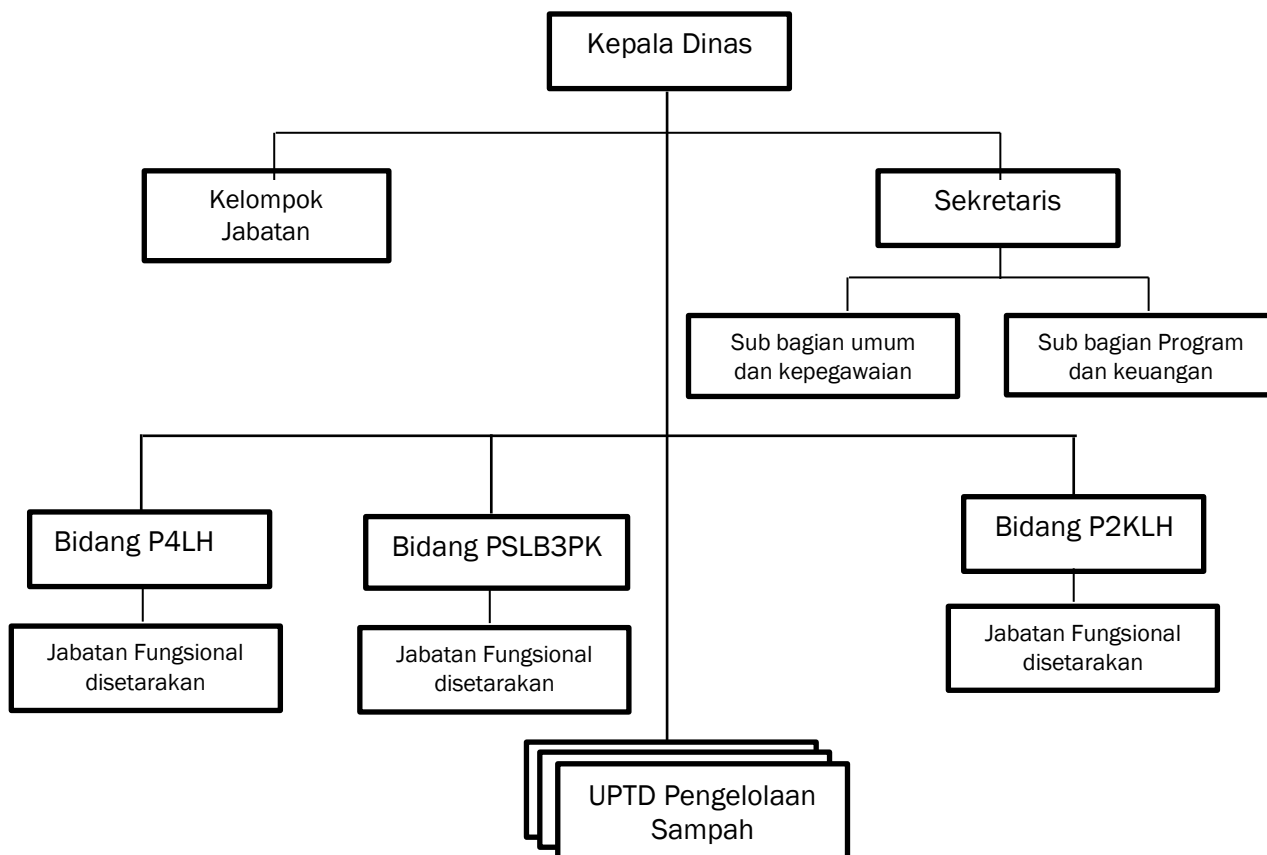 Kepala Dinas
Kelompok
Jabatan
Sekretaris
Sub bagian umum
dan kepegawaian
Sub bagian Program
dan keuangan
Bidang P4LH
Bidang PSLB3PK
Bidang P2KLH
Jabatan Fungsional
disetarakan
Jabatan Fungsional
disetarakan
Jabatan Fungsional
disetarakan
UPTD Pengelolaan
Sampah